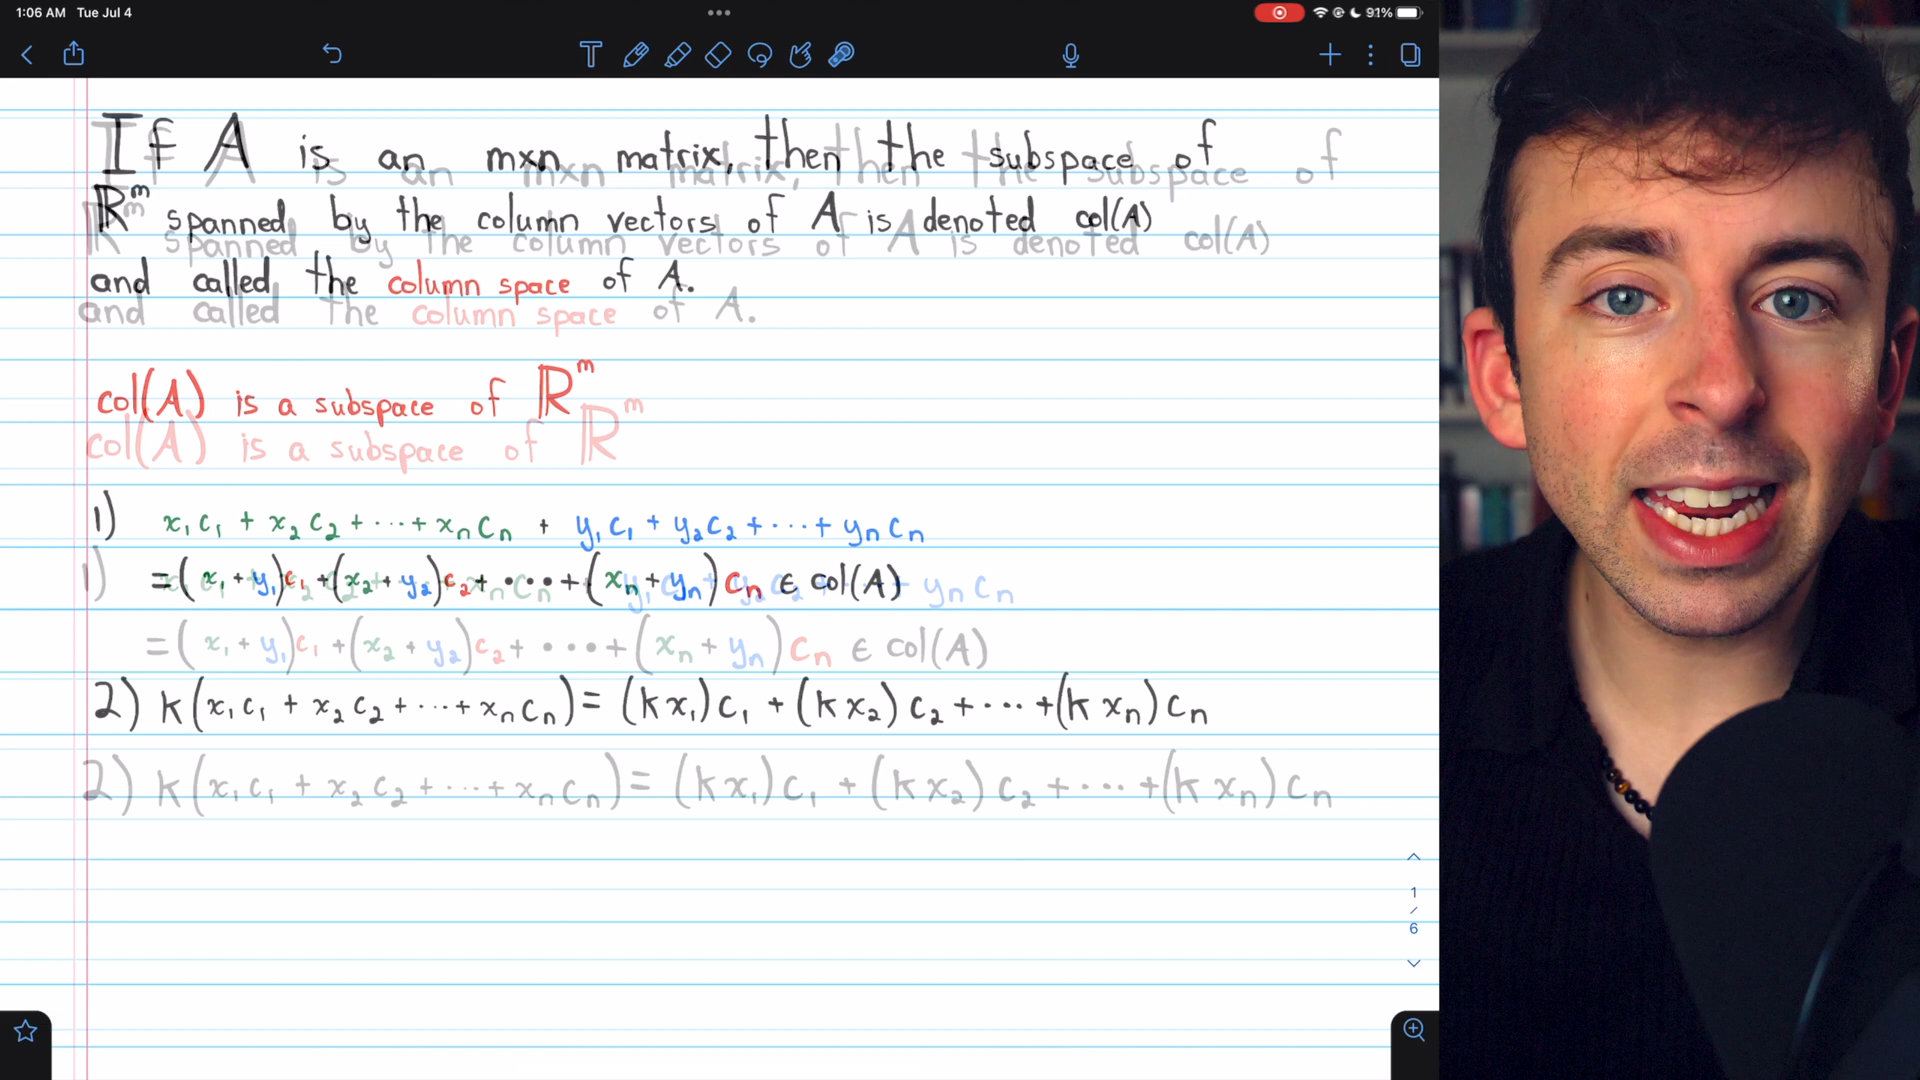 1:06 AM Tue Jul 4
91%
If A is an mxn matrix, then the subspace of
ℝᵐ spanned by the column vectors of A is denoted col(A)
and called the column space of A.
col(A) is a subspace of ℝᵐ
1) x₁c₁ + x₂c₂ + ··· + xₙcₙ + y₁c₁ + y₂c₂ + ··· + yₙcₙ
=(x₁+y₁)c₁ +(x₂+y₂)c₂+ ···· +(xₙ+yₙ)cₙ ∈ col(A)
2) k(x₁c₁ + x₂c₂ + ··· + xₙcₙ)= (kx₁)c₁ + (kx₂)c₂ + ··· +(kxₙ)cₙ
1
/
6